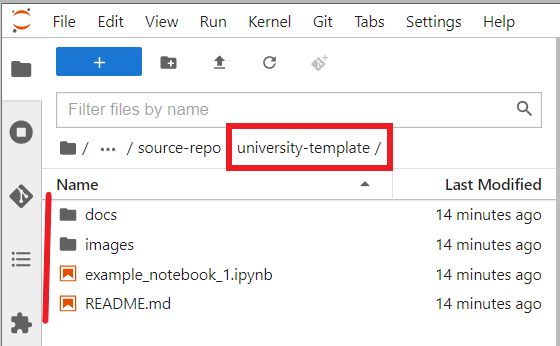 File Edit View Run Kernel Git Tabs Settings Help
Filter files by name
/ ... / source-repo university-template /
Name Last Modified
docs 14 minutes ago
images 14 minutes ago
example_notebook_1.ipynb 14 minutes ago
README.md 14 minutes ago